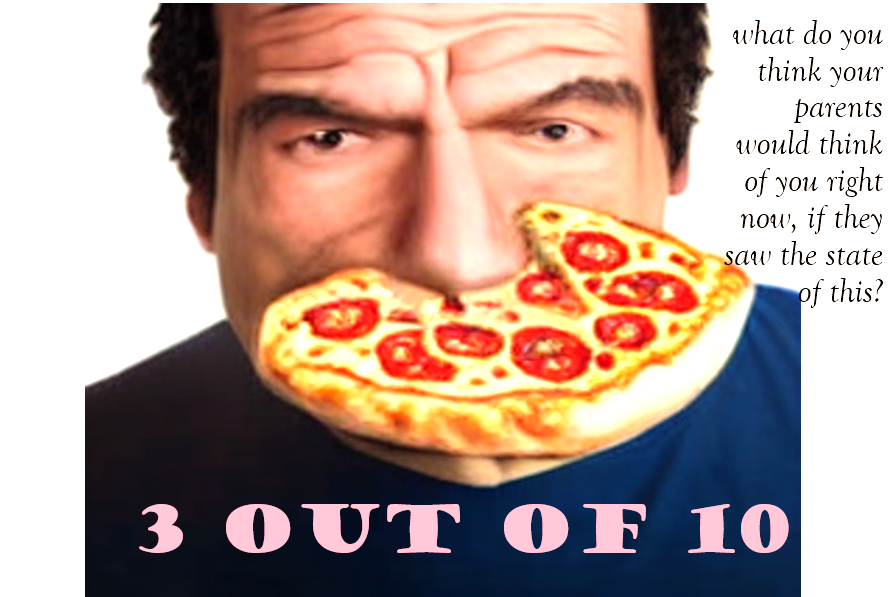 what do you
think your
parents
would think
of you right
now, if they
saw the state
of this?
3 OUT OF 10